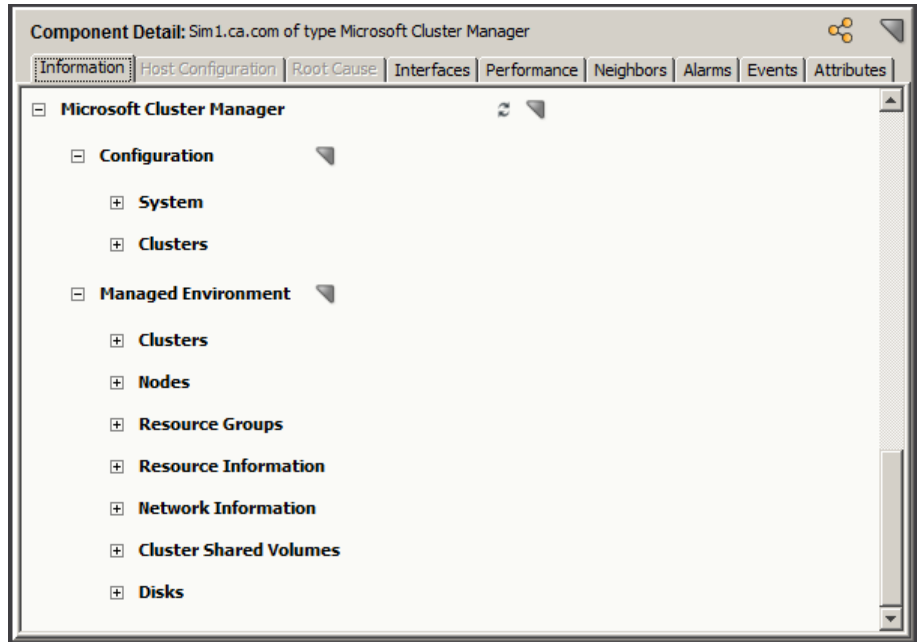 Component Detail: Sim1.ca.com of type Microsoft Cluster Manager
Information Host Configuration Root Cause Interfaces Performance Neighbors Alarms Events Attributes
Microsoft Cluster Manager
Configuration
System
Clusters
Managed Environment
Clusters
Nodes
Resource Groups
Resource Information
Network Information
Cluster Shared Volumes
Disks